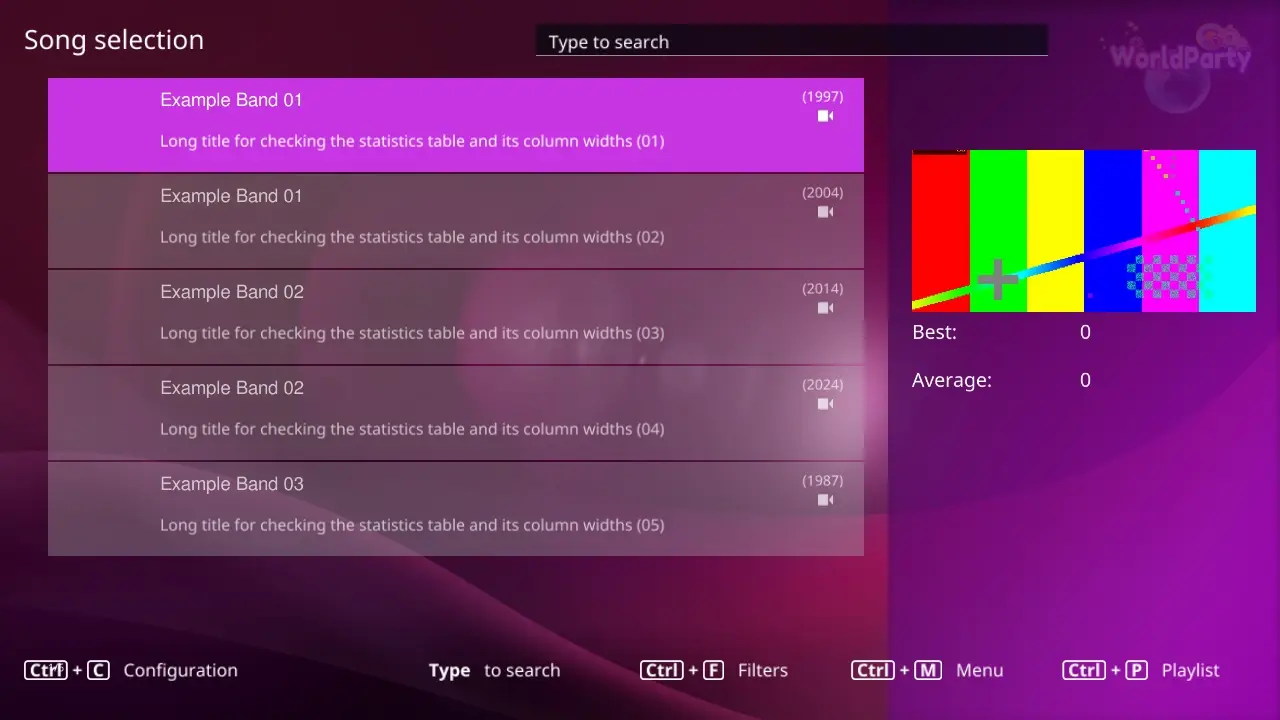 Song selection
Type to search
WorldParty
Example Band 01
(1997)
Long title for checking the statistics table and its column widths (01)
Example Band 01
(2004)
Long title for checking the statistics table and its column widths (02)
Example Band 02
(2014)
Long title for checking the statistics table and its column widths (03)
Example Band 02
(2024)
Long title for checking the statistics table and its column widths (04)
Example Band 03
(1987)
Long title for checking the statistics table and its column widths (05)
Best: 0
Average: 0
Ctrl + C Configuration Type to search Ctrl + F Filters Ctrl + M Menu Ctrl + P Playlist